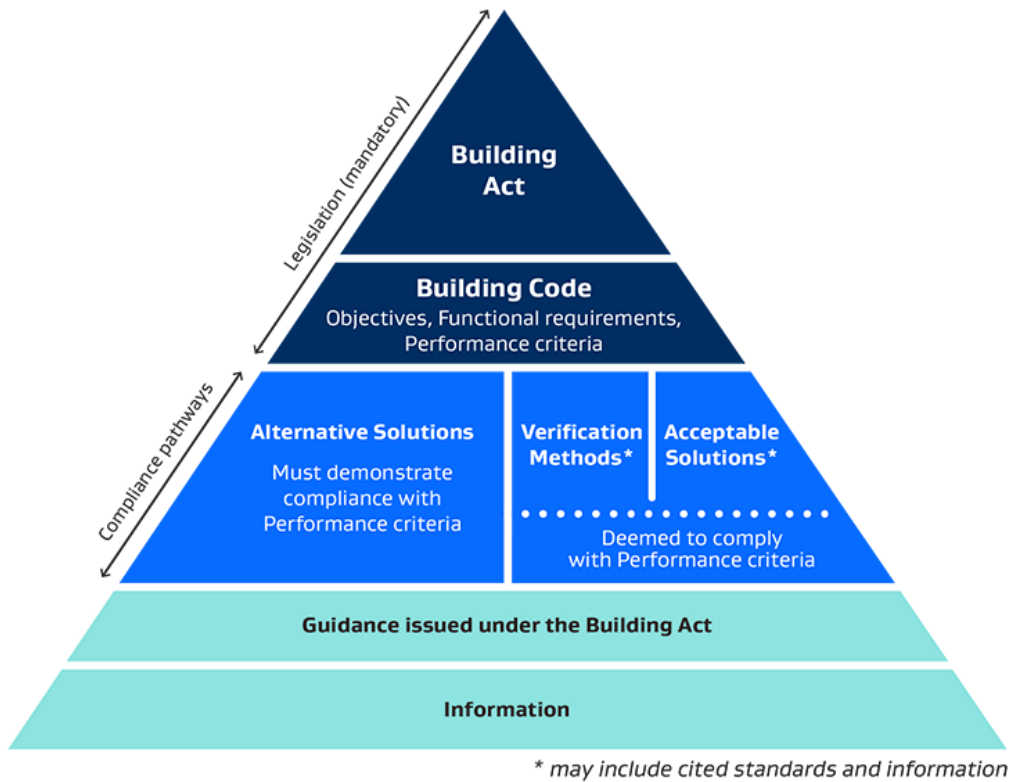 Legislation (mandatory)
Building
Act
Building Code
Objectives, Functional requirements,
Performance criteria
Compliance pathways
Alternative Solutions
Must demonstrate
compliance with
Performance criteria
Verification
Methods*
Acceptable
Solutions*
Deemed to comply
with Performance criteria
Guidance issued under the Building Act
Information
* may include cited standards and information